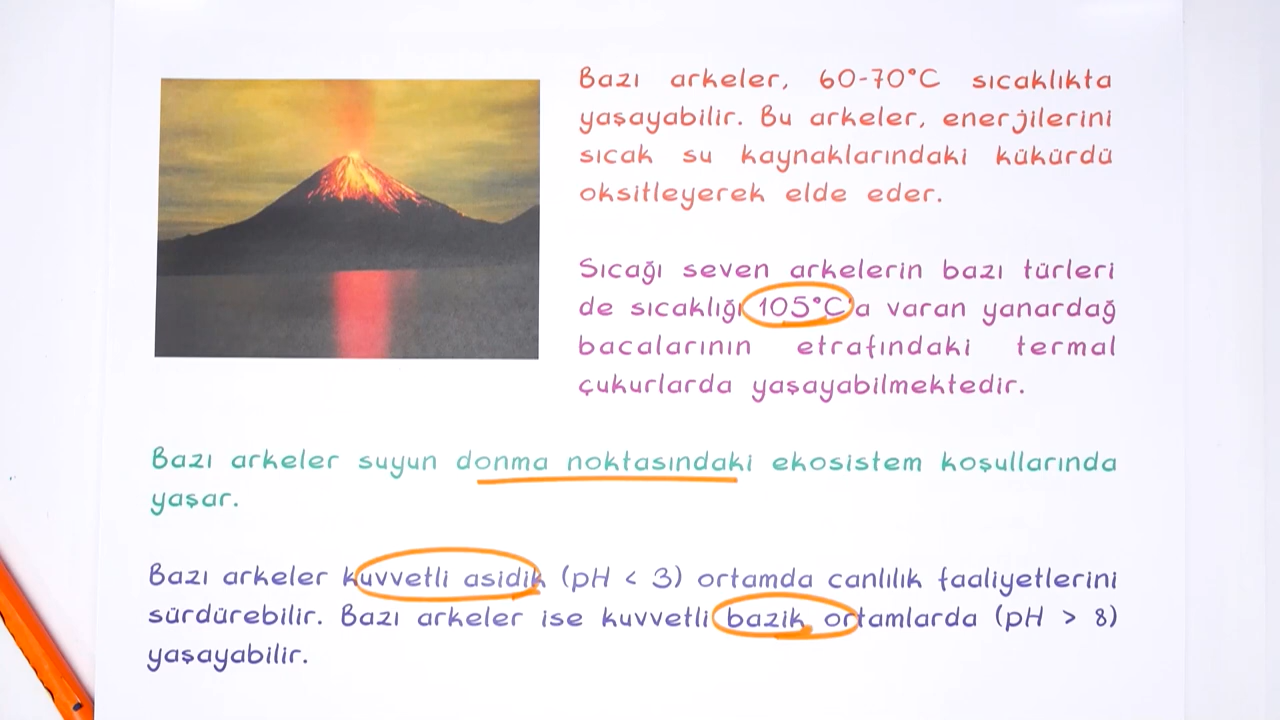 Bazı arkeler, 60-70°C sıcaklıkta
yaşayabilir. Bu arkeler, enerjilerini
sıcak su kaynaklarındaki kükürdü
oksitleyerek elde eder.
Sıcağı seven arkelerin bazı türleri
de sıcaklığı 105°C'a varan yanardağ
bacalarının etrafındaki termal
çukurlarda yaşayabilmektedir.
Bazı arkeler suyun donma noktasındaki ekosistem koşullarında
yaşar.
Bazı arkeler kuvvetli asidik (pH < 3) ortamda canlılık faaliyetlerini
sürdürebilir. Bazı arkeler ise kuvvetli bazik ortamlarda (pH > 8)
yaşayabilir.